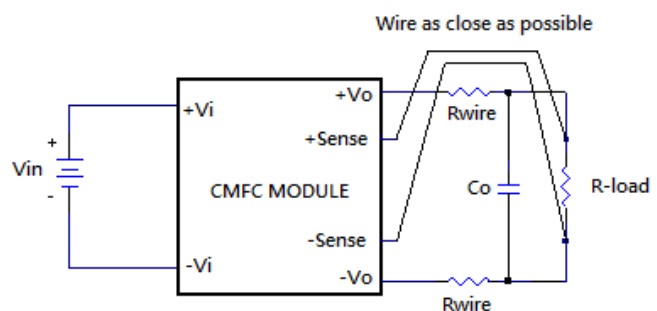 Wire as close as possible
+Vo
Rwire
+Vi
+Sense
+
Vin
-
CMFC MODULE
Co
R-load
-Sense
-Vi
-Vo
Rwire